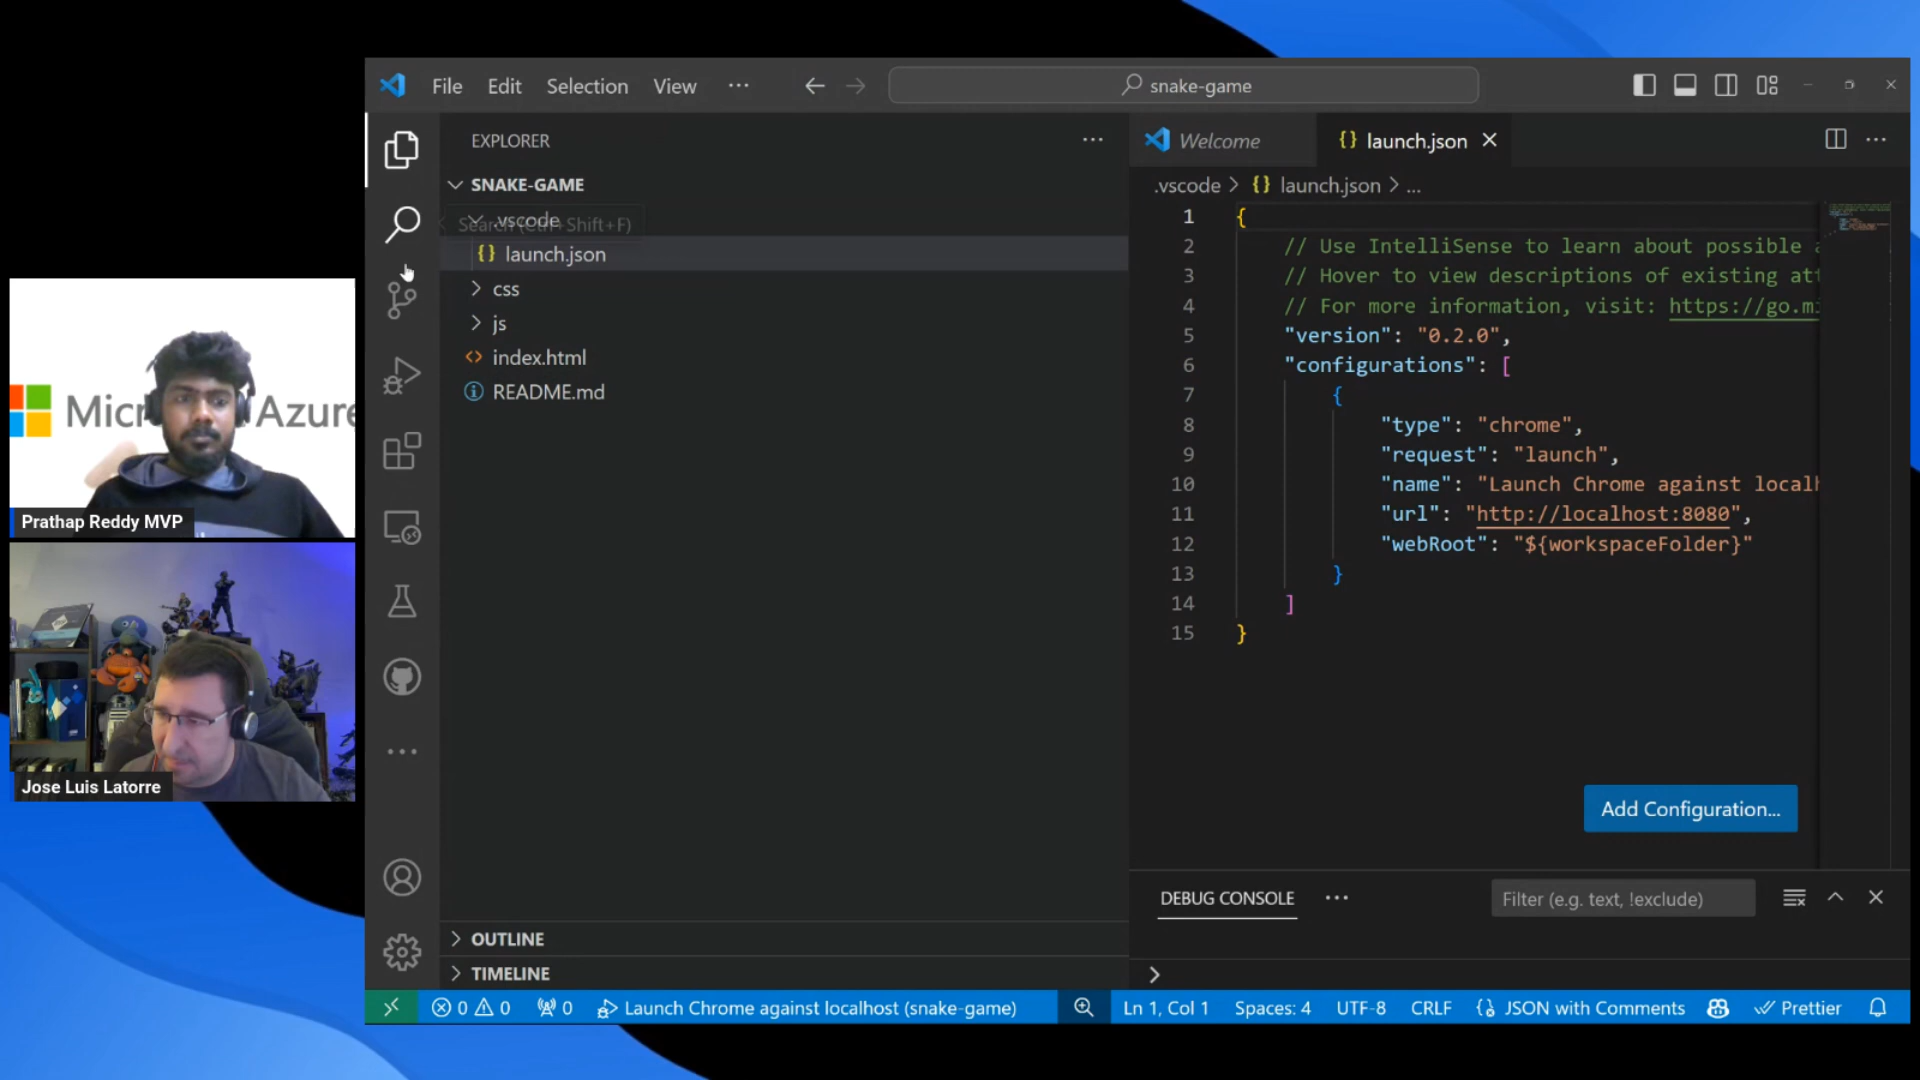 File Edit Selection View ... snake-game
EXPLORER
SNAKE-GAME
.vscode
Search (Ctrl+Shift+F)
{} launch.json
css
js
<> index.html
README.md
OUTLINE
TIMELINE
Welcome {} launch.json
.vscode > {} launch.json > ...
1 {
2 // Use IntelliSense to learn about possible
3 // Hover to view descriptions of existing att
4 // For more information, visit: https://go.mi
5 "version": "0.2.0",
6 "configurations": [
7 {
8 "type": "chrome",
9 "request": "launch",
10 "name": "Launch Chrome against local
11 "url": "http://localhost:8080",
12 "webRoot": "${workspaceFolder}"
13 }
14 ]
15 }
Add Configuration...
DEBUG CONSOLE ... Filter (e.g. text, !exclude)
0 0 0 Launch Chrome against localhost (snake-game) Ln 1, Col 1 Spaces: 4 UTF-8 CRLF JSON with Comments Prettier
Azure
Prathap Reddy MVP
Jose Luis Latorre